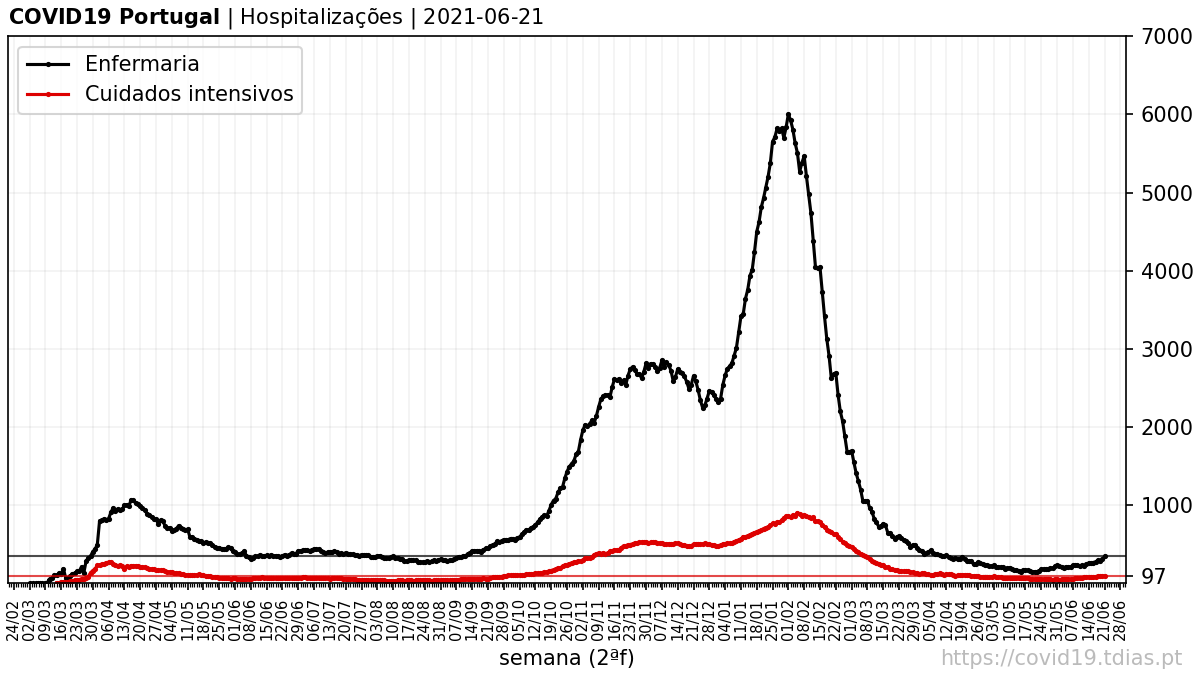 COVID19 Portugal | Hospitalizações | 2021-06-21
Enfermaria
Cuidados intensivos
7000
6000
5000
4000
3000
2000
1000
97
24/02 02/03 09/03 16/03 23/03 30/03 06/04 13/04 20/04 27/04 04/05 11/05 18/05 25/05 01/06 08/06 15/06 22/06 29/06 06/07 13/07 20/07 27/07 03/08 10/08 17/08 24/08 31/08 07/09 14/09 21/09 28/09 05/10 12/10 19/10 26/10 02/11 09/11 16/11 23/11 30/11 07/12 14/12 21/12 28/12 04/01 11/01 18/01 25/01 01/02 08/02 15/02 22/02 01/03 08/03 15/03 22/03 29/03 05/04 12/04 19/04 26/04 03/05 10/05 17/05 24/05 31/05 07/06 14/06 21/06 28/06
semana (2ªf)
https://covid19.tdias.pt